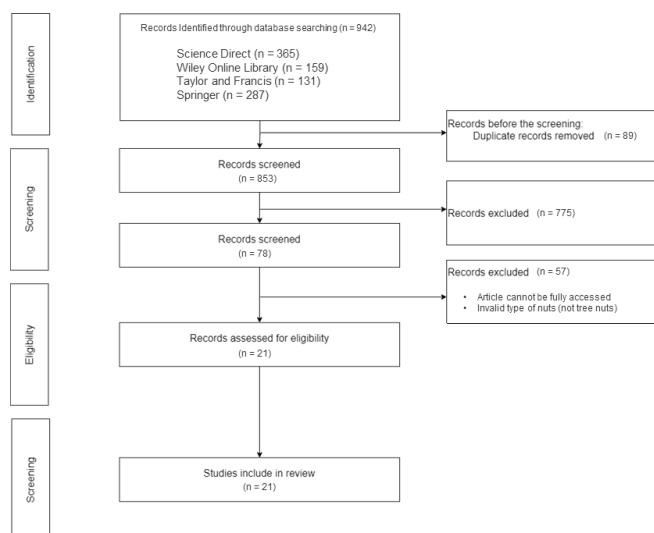 Identification
Records Identified through database searching (n = 942)
Science Direct (n = 365)
Wiley Online Library (n = 159)
Taylor and Francis (n = 131)
Springer (n = 287)
Records before the screening:
Duplicate records removed (n = 89)
Screening
Records screened
(n = 853)
Records excluded (n = 775)
Records screened
(n = 78)
Records excluded (n = 57)
• Article cannot be fully accessed
• Invalid type of nuts (not tree nuts)
Eligibility
Records assessed for eligibility
(n = 21)
Screening
Studies include in review
(n = 21)